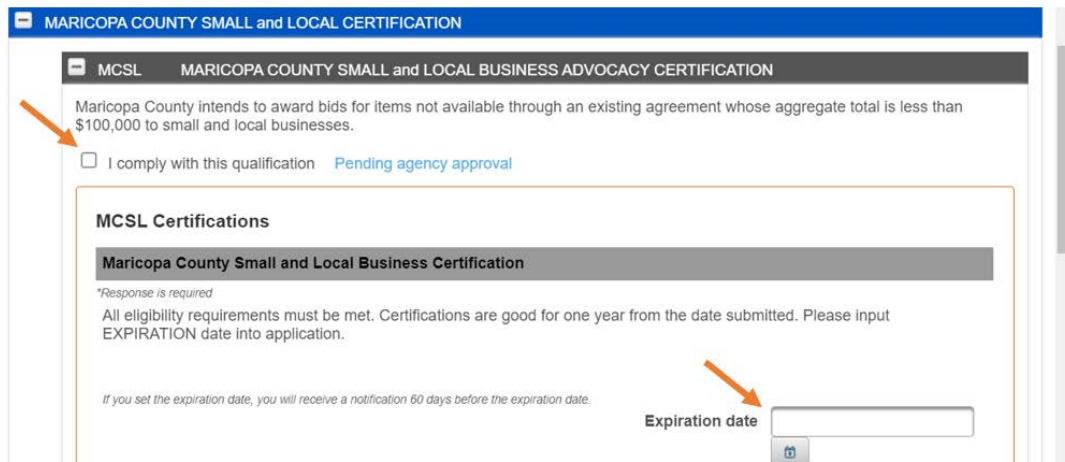 MARICOPA COUNTY SMALL and LOCAL CERTIFICATION
MCSL MARICOPA COUNTY SMALL and LOCAL BUSINESS ADVOCACY CERTIFICATION
Maricopa County intends to award bids for items not available through an existing agreement whose aggregate total is less than
$100,000 to small and local businesses.
I comply with this qualification Pending agency approval
MCSL Certifications
Maricopa County Small and Local Business Certification
*Response is required
All eligibility requirements must be met. Certifications are good for one year from the date submitted. Please input
EXPIRATION date into application.
If you set the expiration date, you will receive a notification 60 days before the expiration date.
Expiration date